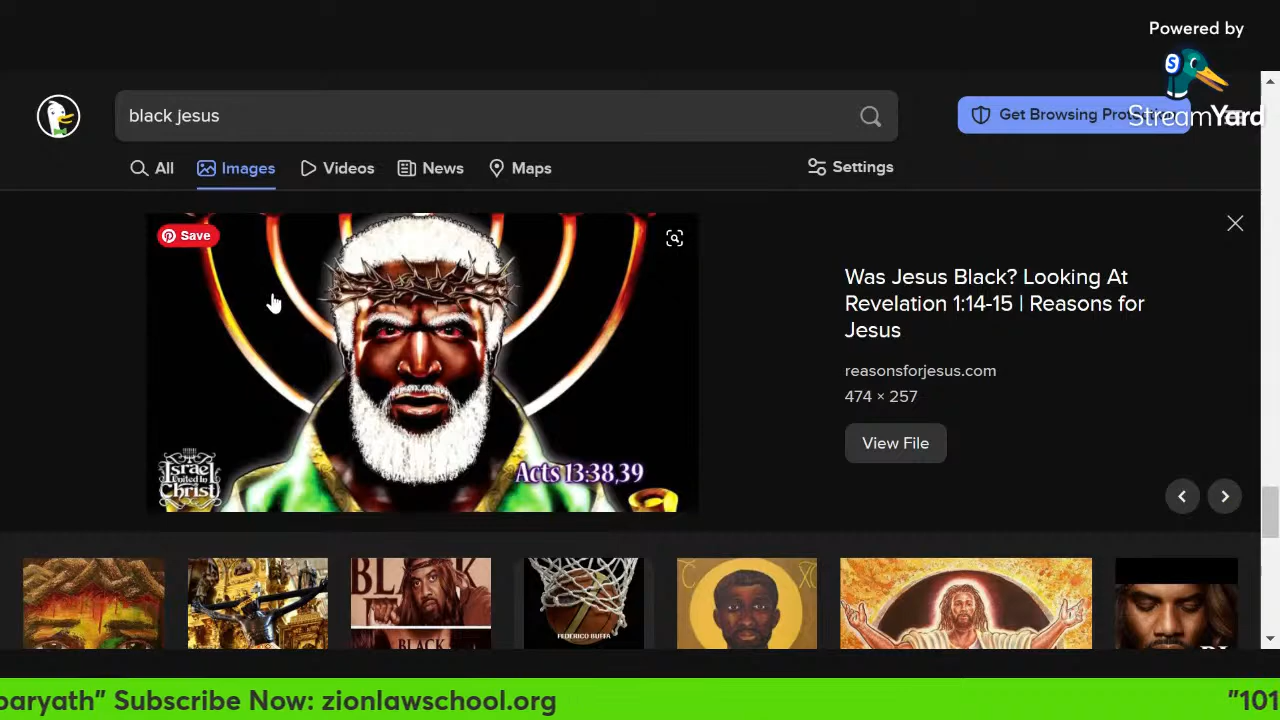 Powered by
StreamYard
black jesus
Get Browsing
All
Images
Videos
News
Maps
Settings
Save
Was Jesus Black? Looking At
Revelation 1:14-15 | Reasons for
Jesus
reasonsforjesus.com
474 × 257
View File
Israel
United In
Christ
Acts 13:38,39
BLACK
BLACK
FEDERICO BUFFA
baryath” Subscribe Now: zionlawschool.org
"101